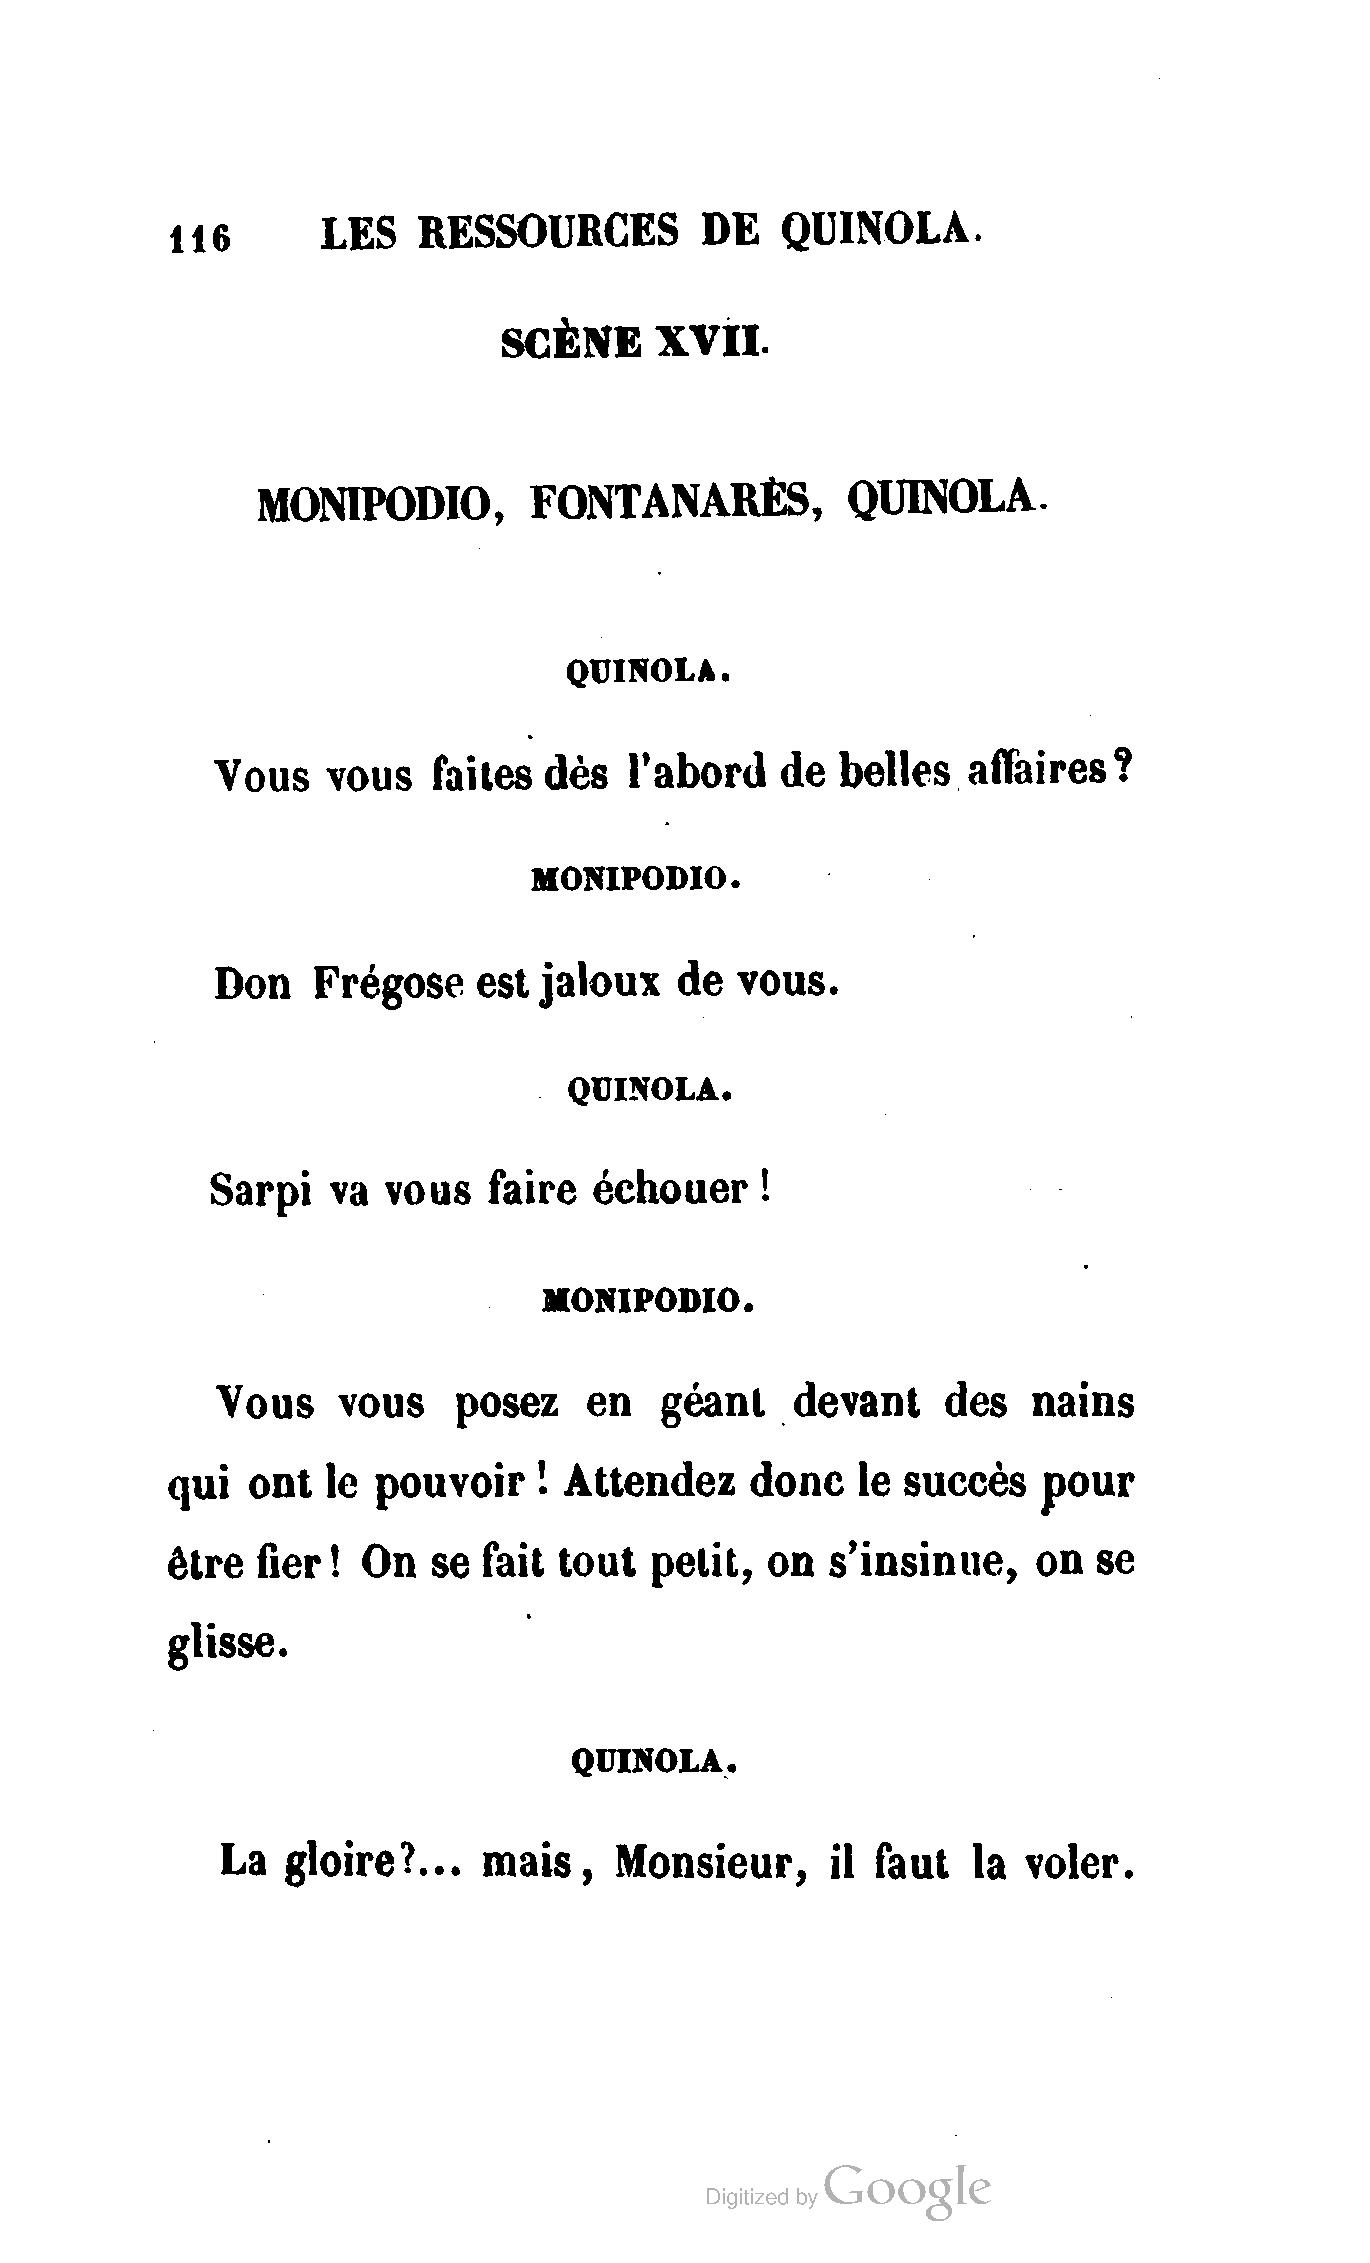 116 LES RESSOURCES DE QUINOLA.
SCÈNE XVII.
MONIPODIO, FONTANARÈS, QUINOLA.
QUINOLA.
Vous vous faites dès l'abord de belles affaires?
MONIPODIO.
Don Frégose est jaloux de vous.
QUINOLA.
Sarpi va vous faire échouer !
MONIPODIO.
Vous vous posez en géant devant des nains
qui ont le pouvoir ! Attendez donc le succès pour
être fier ! On se fait tout petit, on s'insinue, on se
glisse.
QUINOLA.
La gloire?... mais, Monsieur, il faut la voler.
Digitized by Google